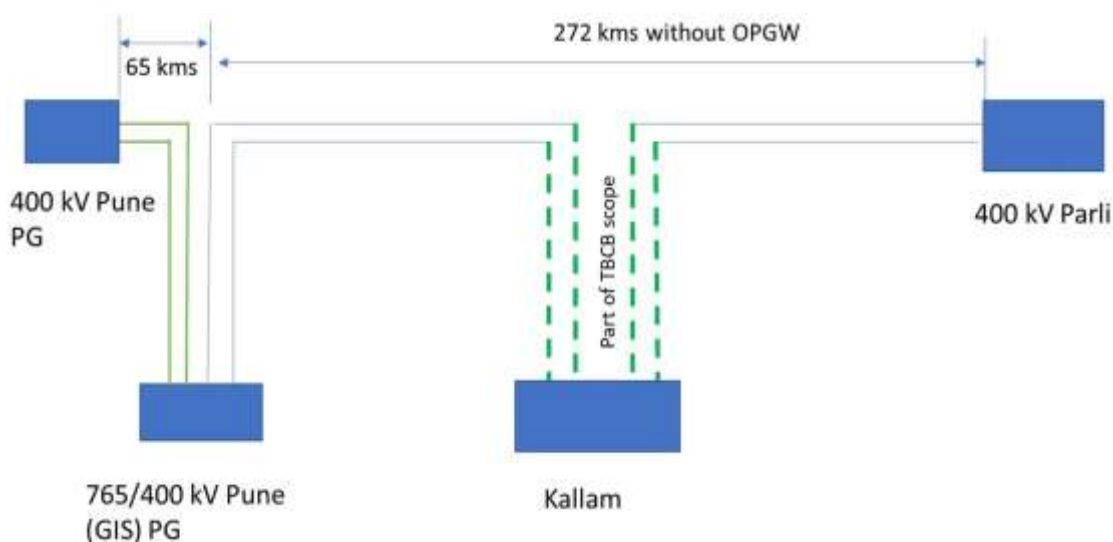 272 kms without OPGW
65 kms
400 kV Pune
PG
400 kV Parli
Part of TBCB scope
765/400 kV Pune
(GIS) PG
Kallam